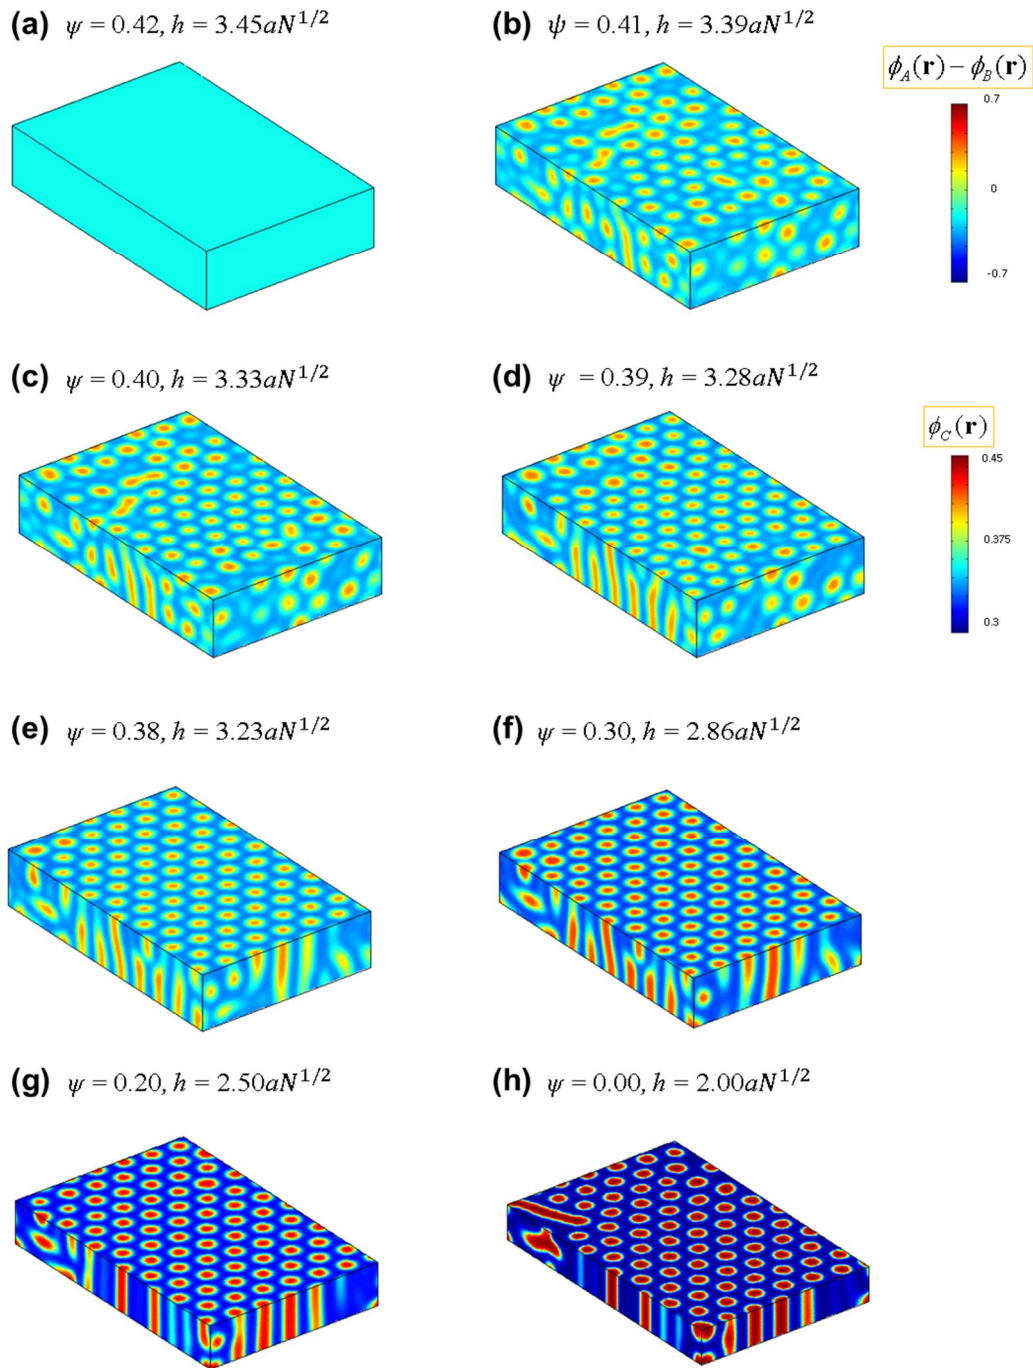 (a) ψ = 0.42, h = 3.45aN^{1/2}
(b) ψ = 0.41, h = 3.39aN^{1/2}
ϕ_A(r) − ϕ_B(r)
0.7
0
-0.7
(c) ψ = 0.40, h = 3.33aN^{1/2}
(d) ψ = 0.39, h = 3.28aN^{1/2}
ϕ_C(r)
0.45
0.375
0.3
(e) ψ = 0.38, h = 3.23aN^{1/2}
(f) ψ = 0.30, h = 2.86aN^{1/2}
(g) ψ = 0.20, h = 2.50aN^{1/2}
(h) ψ = 0.00, h = 2.00aN^{1/2}